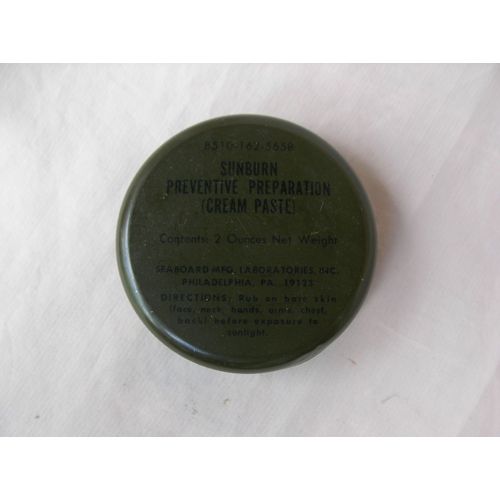 8510-162-5658
SUNBURN
PREVENTIVE PREPARATION
(CREAM PASTE)
Contents: 2 Ounces Net Weight
SEABOARD MFG. LABORATORIES, INC.
PHILADELPHIA, PA. 19123
DIRECTIONS: Rub on bare skin
(face, neck, hands, arms, chest,
back) before exposure to
sunlight.